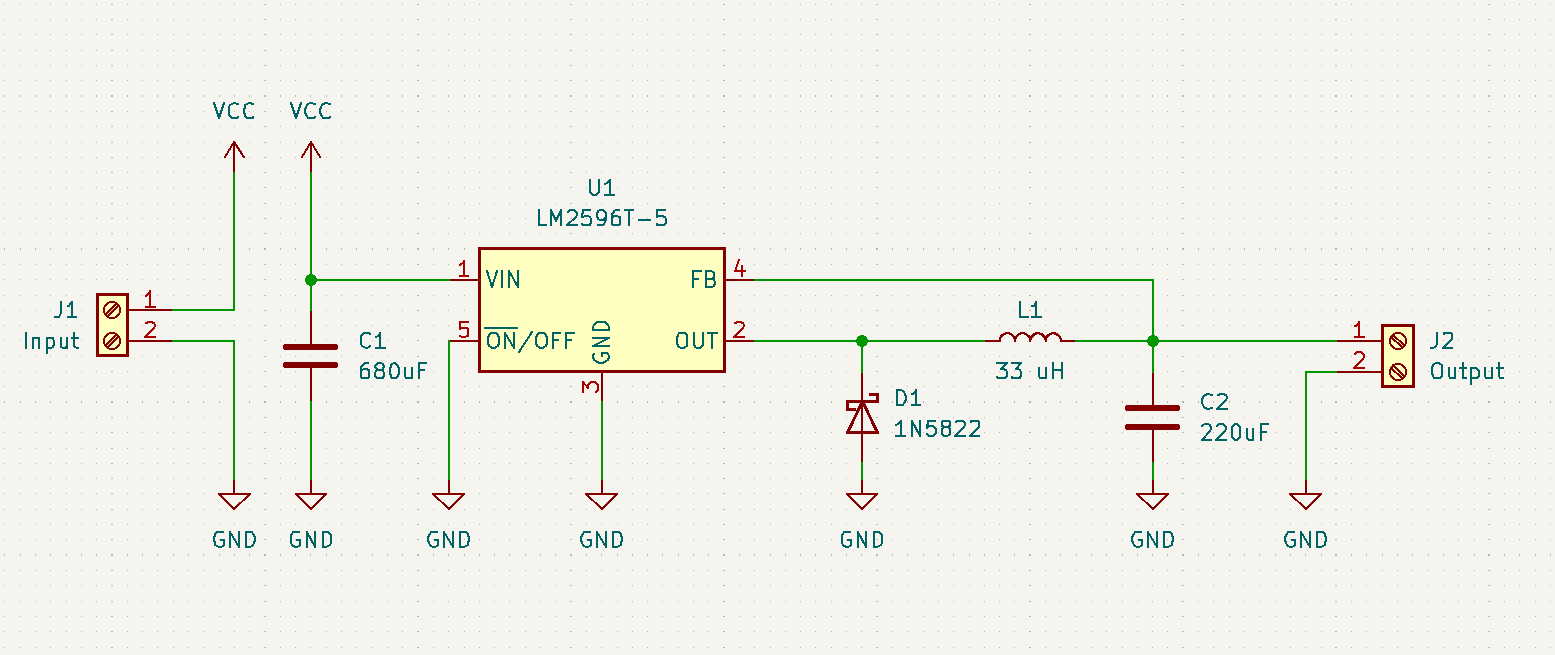 VCC VCC
U1
LM2596T-5
1 VIN FB 4
J1 1
Input 2
5 ON/OFF GND OUT 2
3
C1
680uF
L1
33 uH
D1
1N5822
C2
220uF
1 J2
2 Output
GND GND GND GND GND GND GND